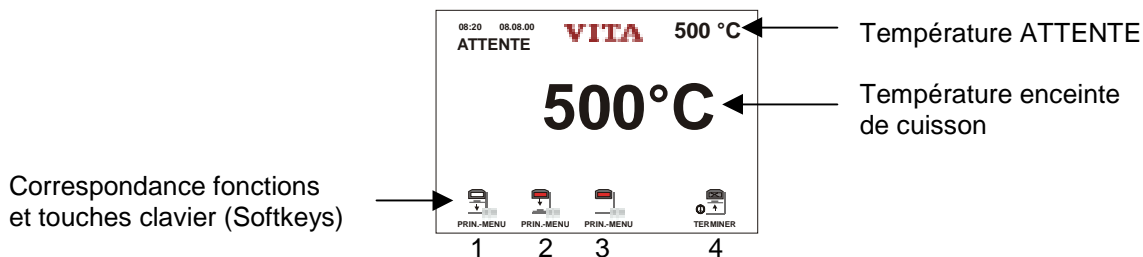 08:20 08.08.00
ATTENTE
VITA
500 °C
Température ATTENTE
500°C
Température enceinte
de cuisson
Correspondance fonctions
et touches clavier (Softkeys)
PRIN.-MENU PRIN.-MENU PRIN.-MENU TERMINER
1 2 3 4